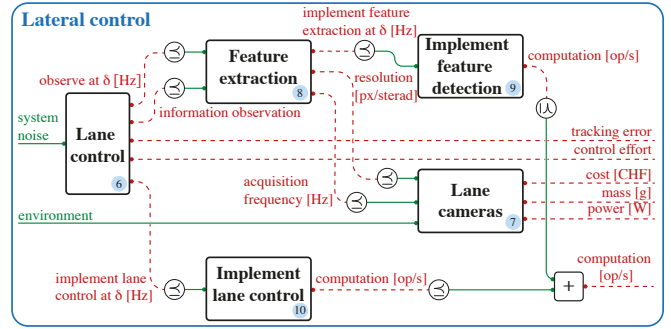 Lateral control
implement feature
extraction at δ [Hz]
Feature
extraction
8
Implement
feature
detection
9
computation [op/s]
observe at δ [Hz]
resolution
[px/sterad]
information observation
system
noise
Lane
control
6
tracking error
control effort
acquisition
frequency [Hz]
Lane
cameras
7
cost [CHF]
mass [g]
power [W]
environment
implement lane
control at δ [Hz]
Implement
lane control
10
computation [op/s]
+
computation
[op/s]